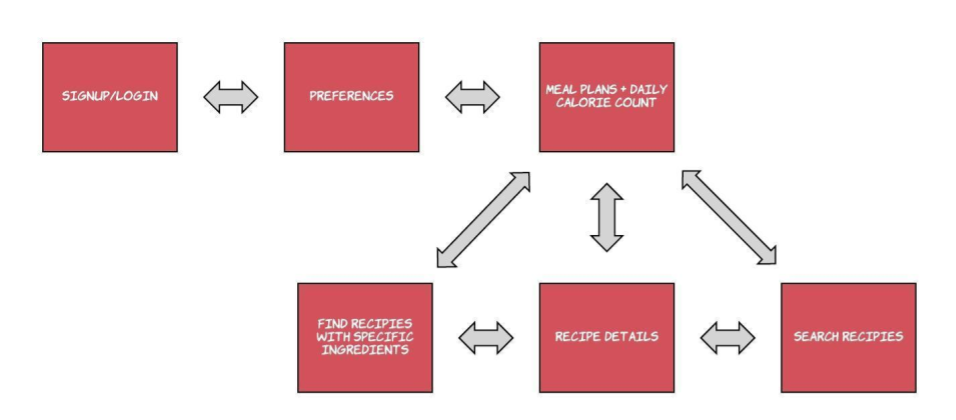 SIGNUP/LOGIN
PREFERENCES
MEAL PLANS + DAILY
CALORIE COUNT
FIND RECIPIES
WITH SPECIFIC
INGREDIENTS
RECIPE DETAILS
SEARCH RECIPIES